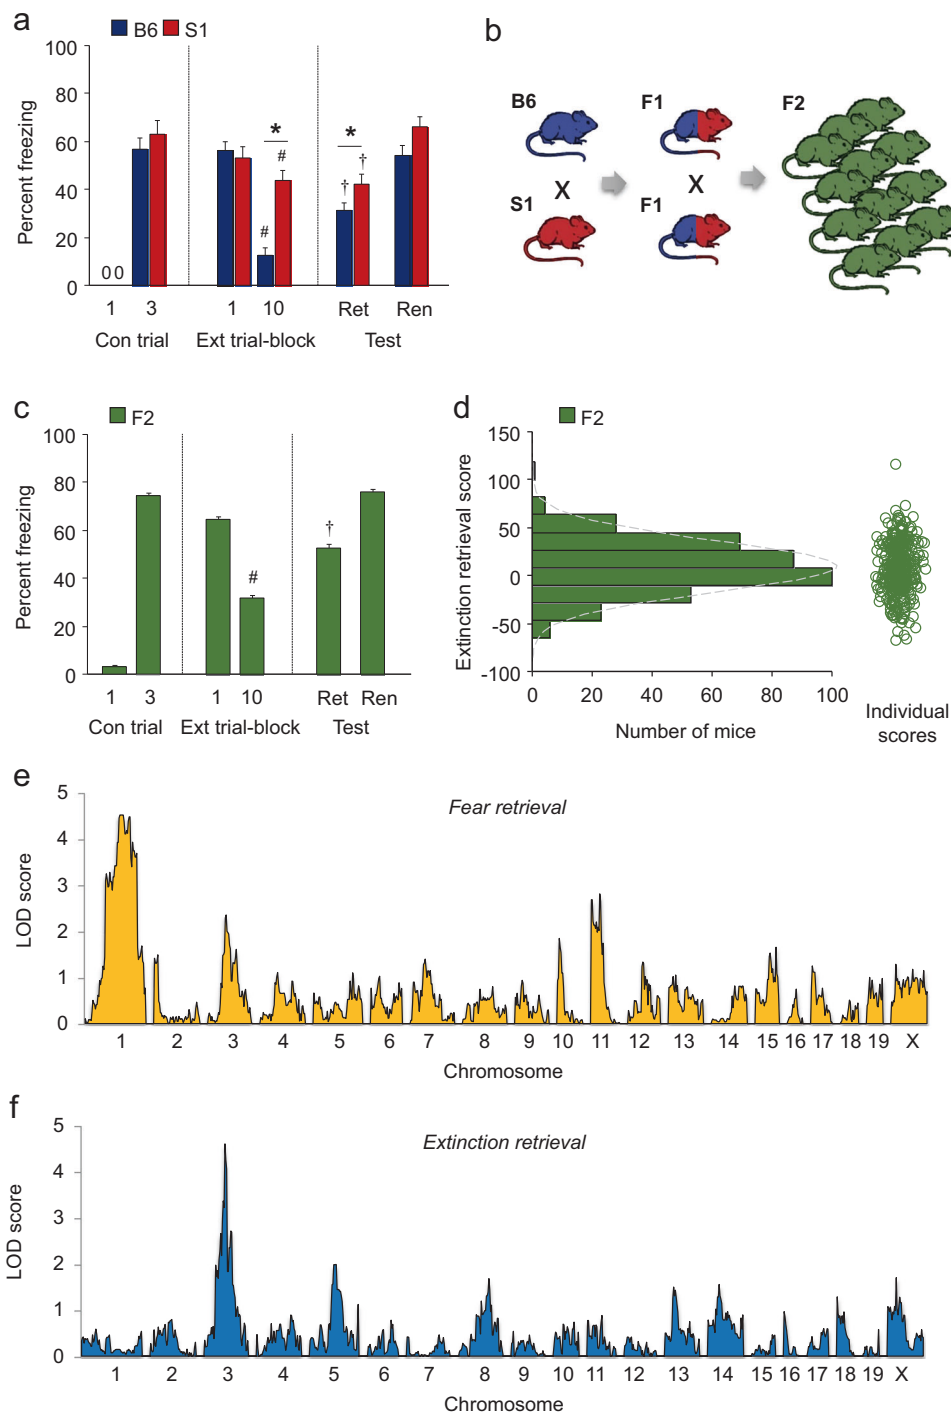 a
B6 S1
100
80
60
40
20
0
Percent freezing
00
*
#
#
*
†
†
1 3 1 10 Ret Ren
Con trial Ext trial-block Test
b
B6 F1 F2
X X
S1 F1
c
F2
100
80
60
40
20
0
Percent freezing
#
†
1 3 1 10 Ret Ren
Con trial Ext trial-block Test
d
F2
150
100
50
0
-50
-100
Extinction retrieval score
0 20 40 60 80 100
Number of mice
Individual
scores
e
Fear retrieval
5
4
3
2
1
0
LOD score
1 2 3 4 5 6 7 8 9 10 11 12 13 14 15 16 17 18 19 X
Chromosome
f
Extinction retrieval
5
4
3
2
1
0
LOD score
1 2 3 4 5 6 7 8 9 10 11 12 13 14 15 16 17 18 19 X
Chromosome